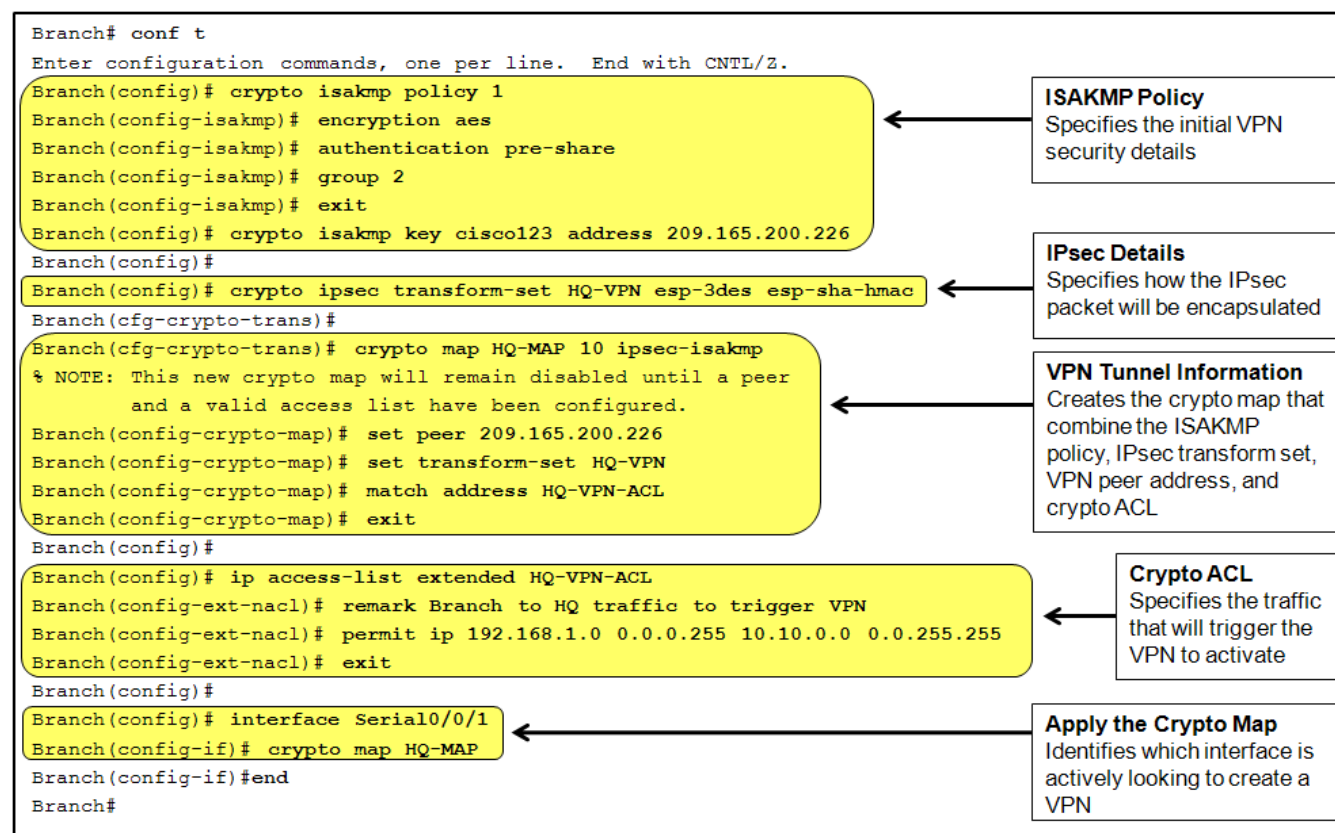 Branch# conf t
Enter configuration commands, one per line. End with CNTL/Z.
Branch(config)# crypto isakmp policy 1
Branch(config-isakmp)# encryption aes
Branch(config-isakmp)# authentication pre-share
Branch(config-isakmp)# group 2
Branch(config-isakmp)# exit
Branch(config)# crypto isakmp key cisco123 address 209.165.200.226
Branch(config)#
Branch(config)# crypto ipsec transform-set HQ-VPN esp-3des esp-sha-hmac
Branch(cfg-crypto-trans)#
Branch(cfg-crypto-trans)# crypto map HQ-MAP 10 ipsec-isakmp
% NOTE: This new crypto map will remain disabled until a peer
and a valid access list have been configured.
Branch(config-crypto-map)# set peer 209.165.200.226
Branch(config-crypto-map)# set transform-set HQ-VPN
Branch(config-crypto-map)# match address HQ-VPN-ACL
Branch(config-crypto-map)# exit
Branch(config)#
Branch(config)# ip access-list extended HQ-VPN-ACL
Branch(config-ext-nacl)# remark Branch to HQ traffic to trigger VPN
Branch(config-ext-nacl)# permit ip 192.168.1.0 0.0.0.255 10.10.0.0 0.0.255.255
Branch(config-ext-nacl)# exit
Branch(config)#
Branch(config)# interface Serial0/0/1
Branch(config-if)# crypto map HQ-MAP
Branch(config-if)#end
Branch#
ISAKMP Policy
Specifies the initial VPN
security details
IPsec Details
Specifies how the IPsec
packet will be encapsulated
VPN Tunnel Information
Creates the crypto map that
combine the ISAKMP
policy, IPsec transform set,
VPN peer address, and
crypto ACL
Crypto ACL
Specifies the traffic
that will trigger the
VPN to activate
Apply the Crypto Map
Identifies which interface is
actively looking to create a
VPN